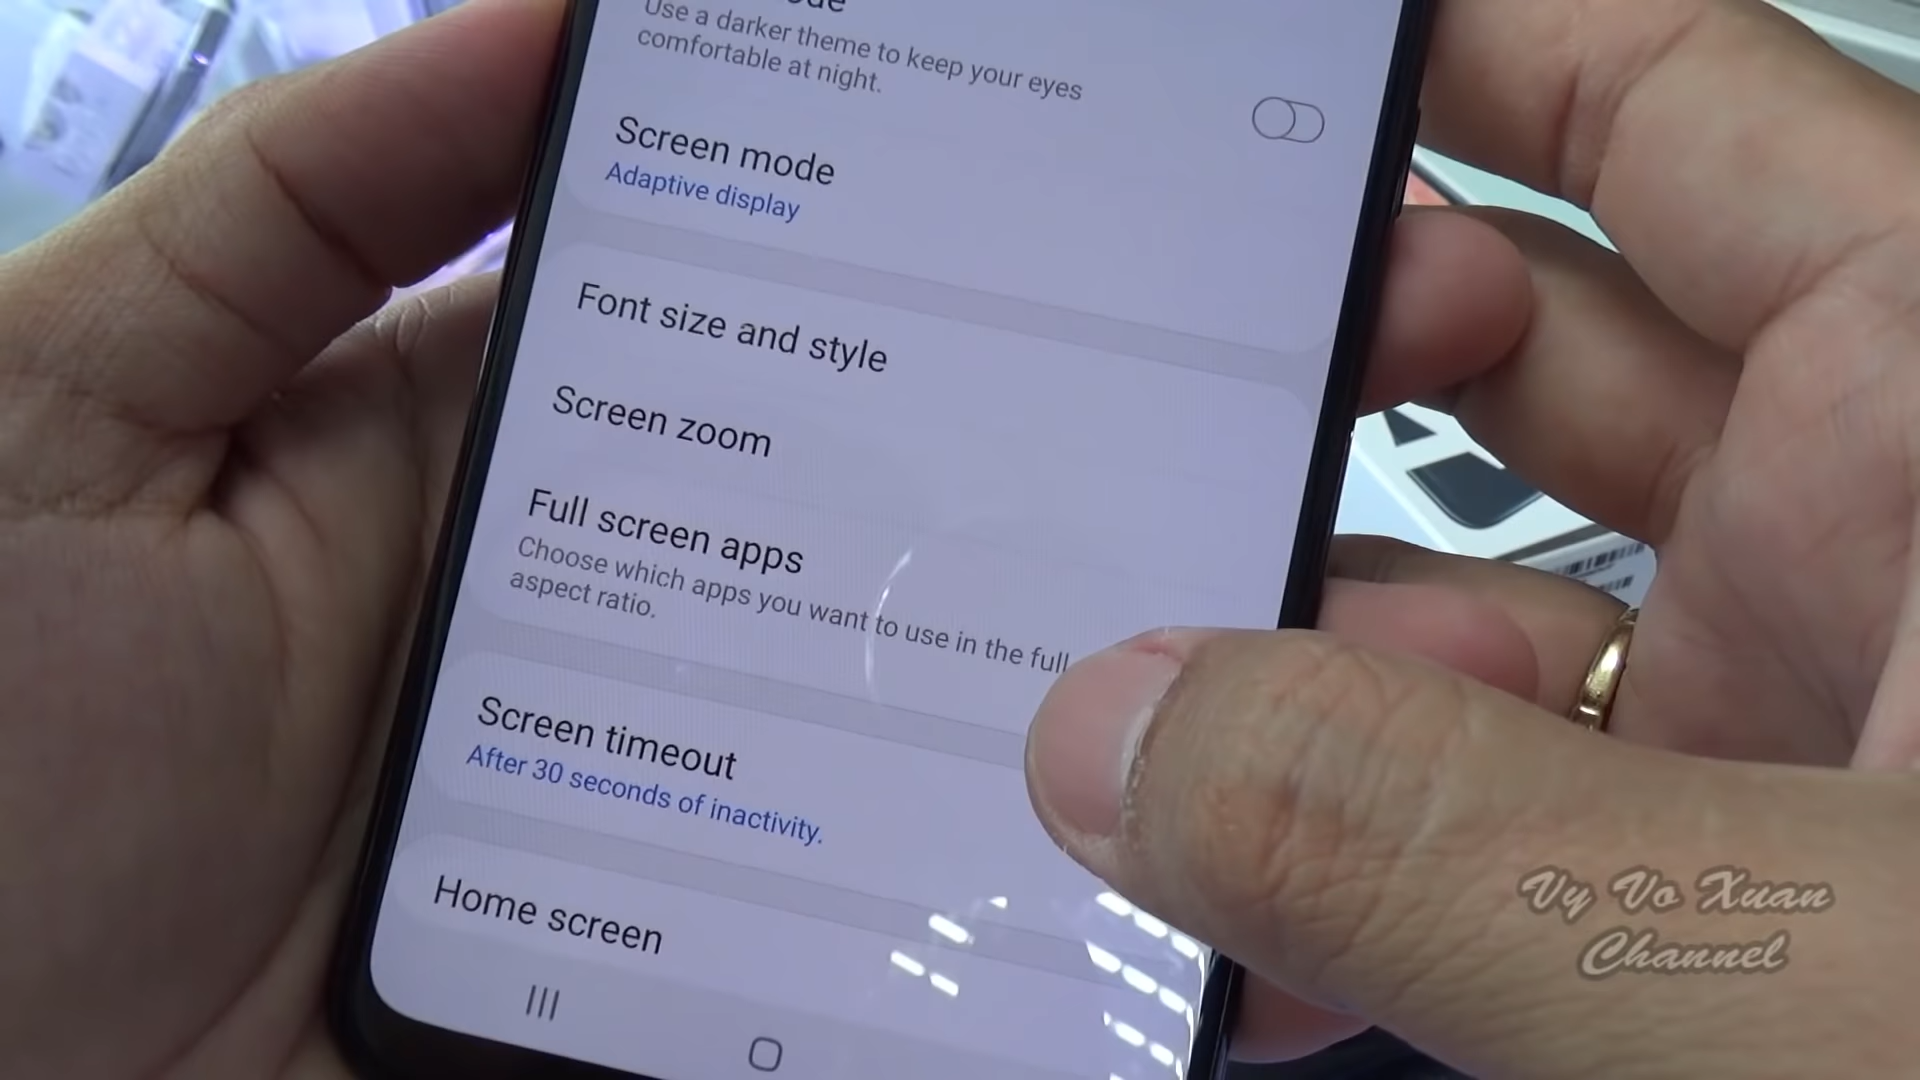 Use a darker theme to keep your eyes
comfortable at night.
Screen mode
Adaptive display
Font size and style
Screen zoom
Full screen apps
Choose which apps you want to use in the full
aspect ratio.
Screen timeout
After 30 seconds of inactivity.
Home screen
Vy Vo Xuan
Channel